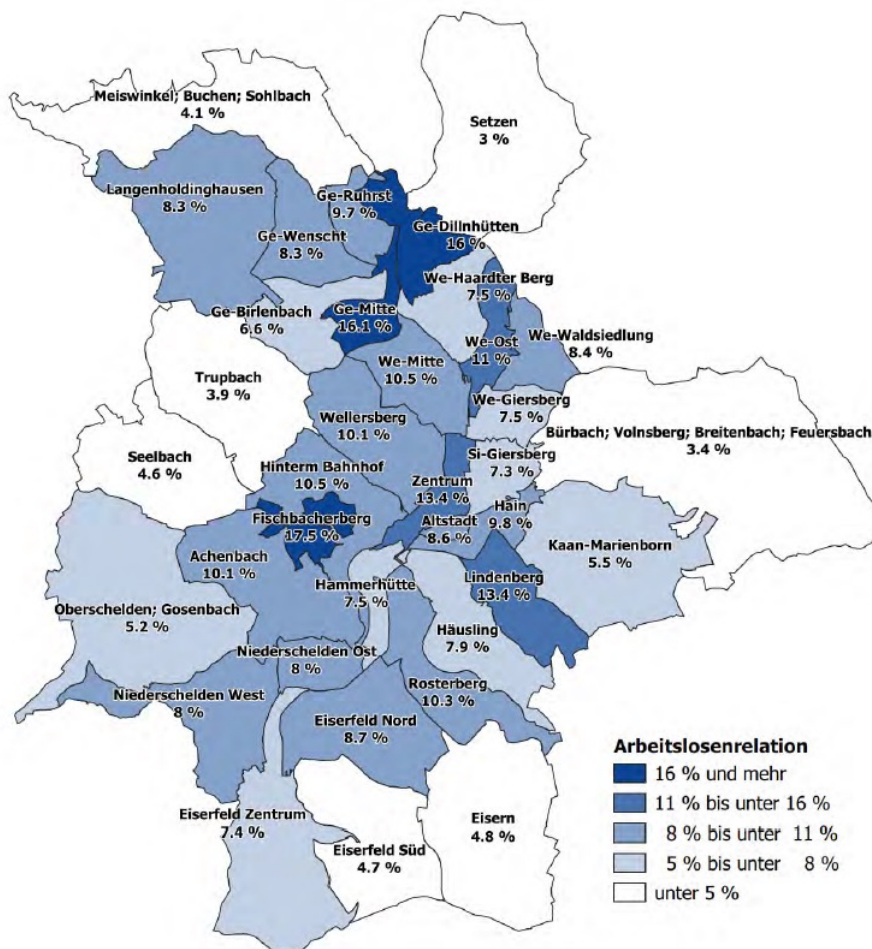 Meiswinkel; Buchen; Sohlbach
4.1 %
Setzen
3 %
Langenholdinghausen
8.3 %
Ge-Ruhrst
9.7 %
Ge-Dillnhütten
16 %
Ge-Wenscht
8.3 %
We-Haardter Berg
7.5 %
Ge-Birlenbach
6.6 %
Ge-Mitte
16.1 %
We-Ost
11 %
We-Waldsiedlung
8.4 %
We-Mitte
10.5 %
Trupbach
3.9 %
We-Giersberg
7.5 %
Wellersberg
10.1 %
Bürbach; Volnsberg; Breitenbach; Feuersbach
3.4 %
Seelbach
4.6 %
Si-Giersberg
7.3 %
Hinterm Bahnhof
10.5 %
Zentrum
13.4 %
Hain
9.8 %
Fischbacherberg
17.5 %
Altstadt
8.6 %
Kaan-Marienborn
5.5 %
Achenbach
10.1 %
Hammerhütte
7.5 %
Lindenberg
13.4 %
Oberschelden; Gosenbach
5.2 %
Häusling
7.9 %
Niederschelden Ost
8 %
Rosterberg
10.3 %
Niederschelden West
8 %
Eiserfeld Nord
8.7 %
Eiserfeld Zentrum
7.4 %
Eisern
4.8 %
Eiserfeld Süd
4.7 %
Arbeitslosenrelation
16 % und mehr
11 % bis unter 16 %
8 % bis unter 11 %
5 % bis unter 8 %
unter 5 %